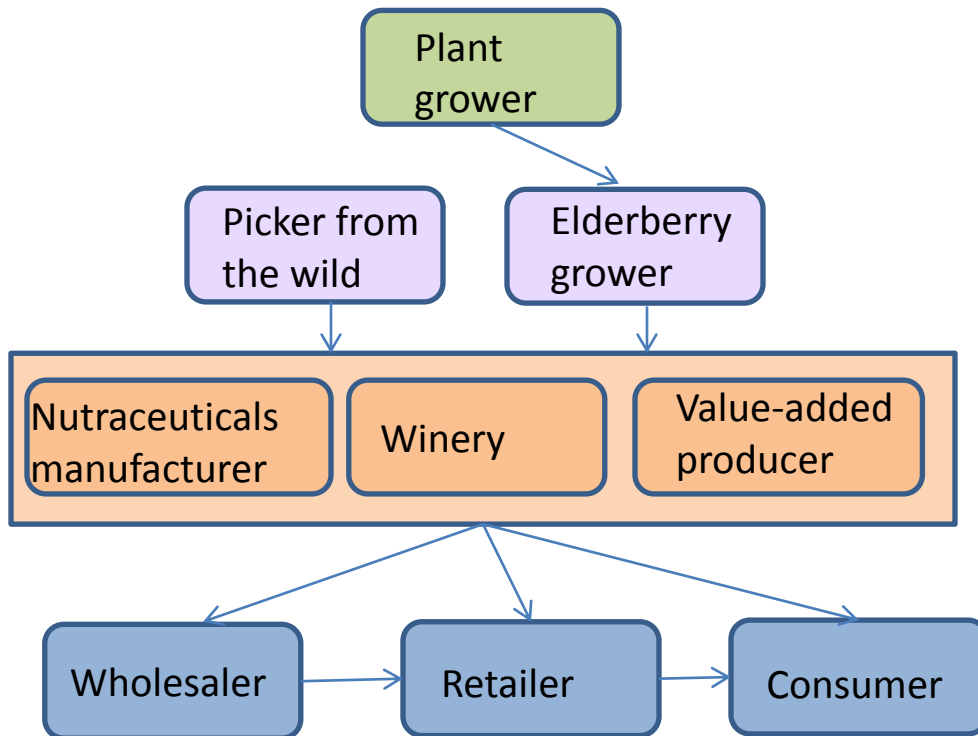 Plant
grower
Picker from
the wild
Elderberry
grower
Nutraceuticals
manufacturer
Winery
Value-added
producer
Wholesaler
Retailer
Consumer